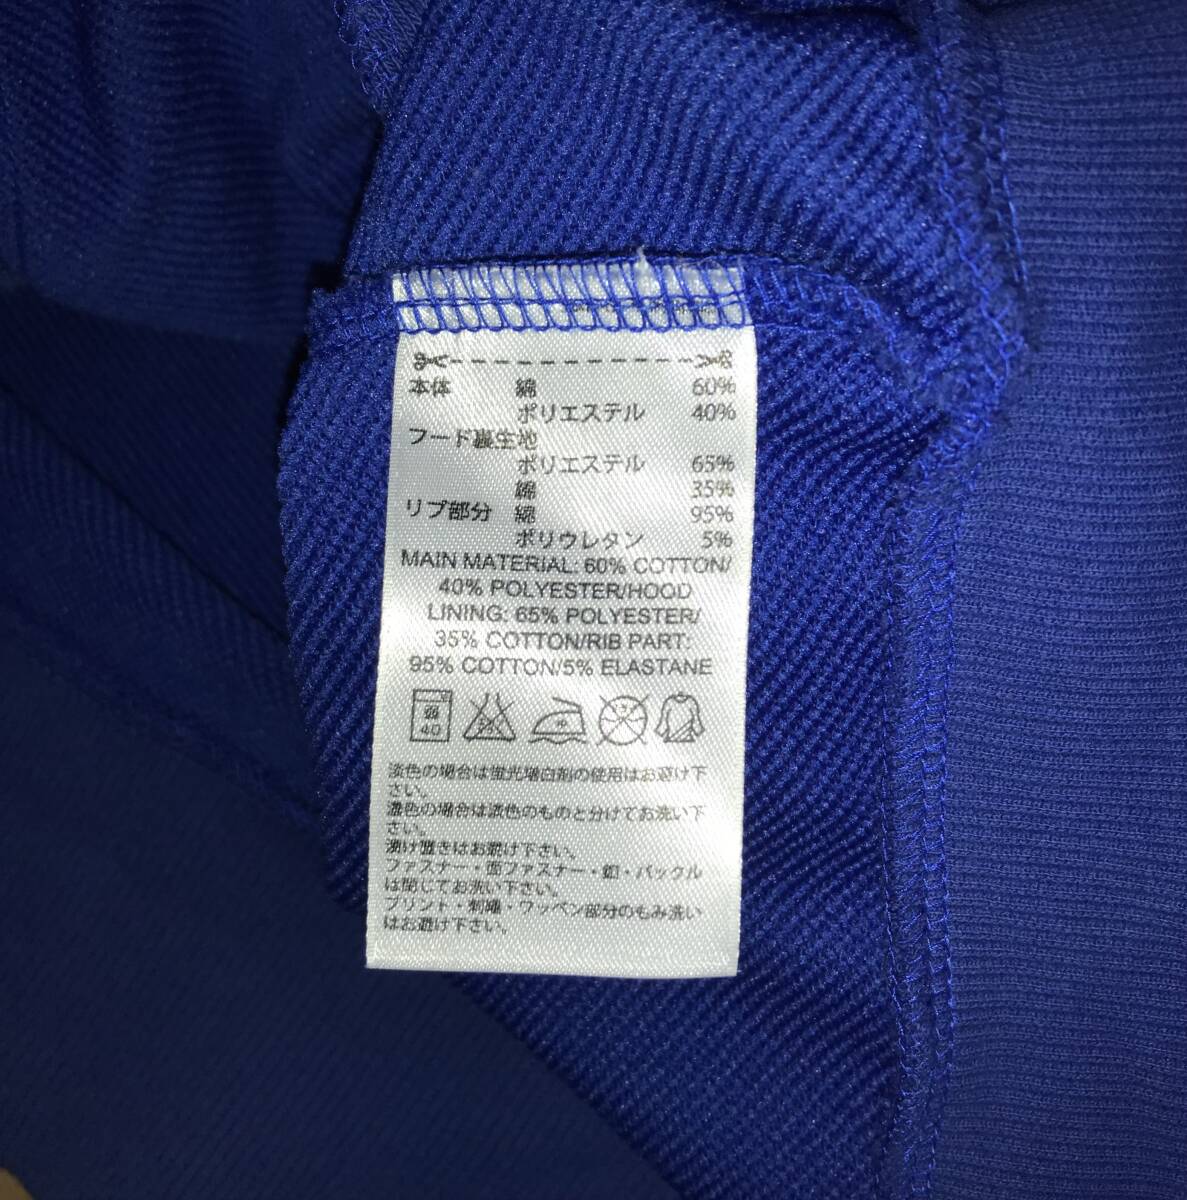 本体 綿 60%
ポリエステル 40%
フード裏生地
ポリエステル 65%
綿 35%
リブ部分 綿 95%
ポリウレタン 5%
MAIN MATERIAL: 60% COTTON/
40% POLYESTER/HOOD
LINING: 65% POLYESTER/
35% COTTON/RIB PART:
95% COTTON/5% ELASTANE
弱
40
淡色の場合は蛍光増白剤の使用はお避け下
さい。
濃色の場合は淡色のものと分けてお洗い下
さい。
漬け置きはお避け下さい。
ファスナー・面ファスナー・釦・バックル
は閉じてお洗い下さい。
プリント・刺繍・ワッペン部分のもみ洗い
はお避け下さい。